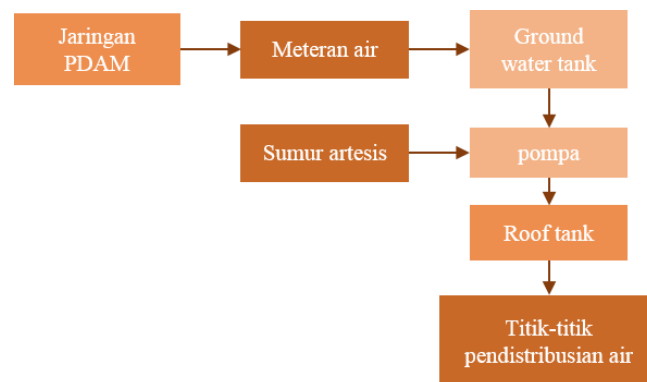 Jaringan
PDAM
Meteran air
Ground
water tank
Sumur artesis
pompa
Roof tank
Titik-titik
pendistribusian air